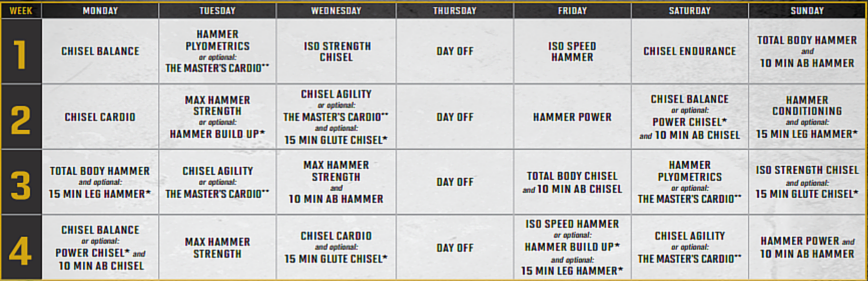 WEEK MONDAY TUESDAY WEDNESDAY THURSDAY FRIDAY SATURDAY SUNDAY
1
CHISEL BALANCE
HAMMER
PLYOMETRICS
or optional:
THE MASTER'S CARDIO**
ISO STRENGTH
CHISEL
DAY OFF
ISO SPEED
HAMMER
CHISEL ENDURANCE
TOTAL BODY HAMMER
and
10 MIN AB HAMMER
2
CHISEL CARDIO
MAX HAMMER
STRENGTH
or optional:
HAMMER BUILD UP*
CHISEL AGILITY
or optional:
THE MASTER'S CARDIO**
and optional:
15 MIN GLUTE CHISEL*
DAY OFF
HAMMER POWER
CHISEL BALANCE
or optional:
POWER CHISEL*
and 10 MIN AB CHISEL
HAMMER
CONDITIONING
and optional:
15 MIN LEG HAMMER*
3
TOTAL BODY HAMMER
and optional:
15 MIN LEG HAMMER*
CHISEL AGILITY
or optional:
THE MASTER'S CARDIO**
MAX HAMMER
STRENGTH
and
10 MIN AB HAMMER
DAY OFF
TOTAL BODY CHISEL
and 10 MIN AB CHISEL
HAMMER
PLYOMETRICS
or optional:
THE MASTER'S CARDIO**
ISO STRENGTH CHISEL
and optional:
15 MIN GLUTE CHISEL*
4
CHISEL BALANCE
or optional:
POWER CHISEL* and
10 MIN AB CHISEL
MAX HAMMER
STRENGTH
CHISEL CARDIO
and optional:
15 MIN GLUTE CHISEL*
DAY OFF
ISO SPEED HAMMER
or optional:
HAMMER BUILD UP*
and optional:
15 MIN LEG HAMMER*
CHISEL AGILITY
or optional:
THE MASTER'S CARDIO**
HAMMER POWER and
10 MIN AB HAMMER